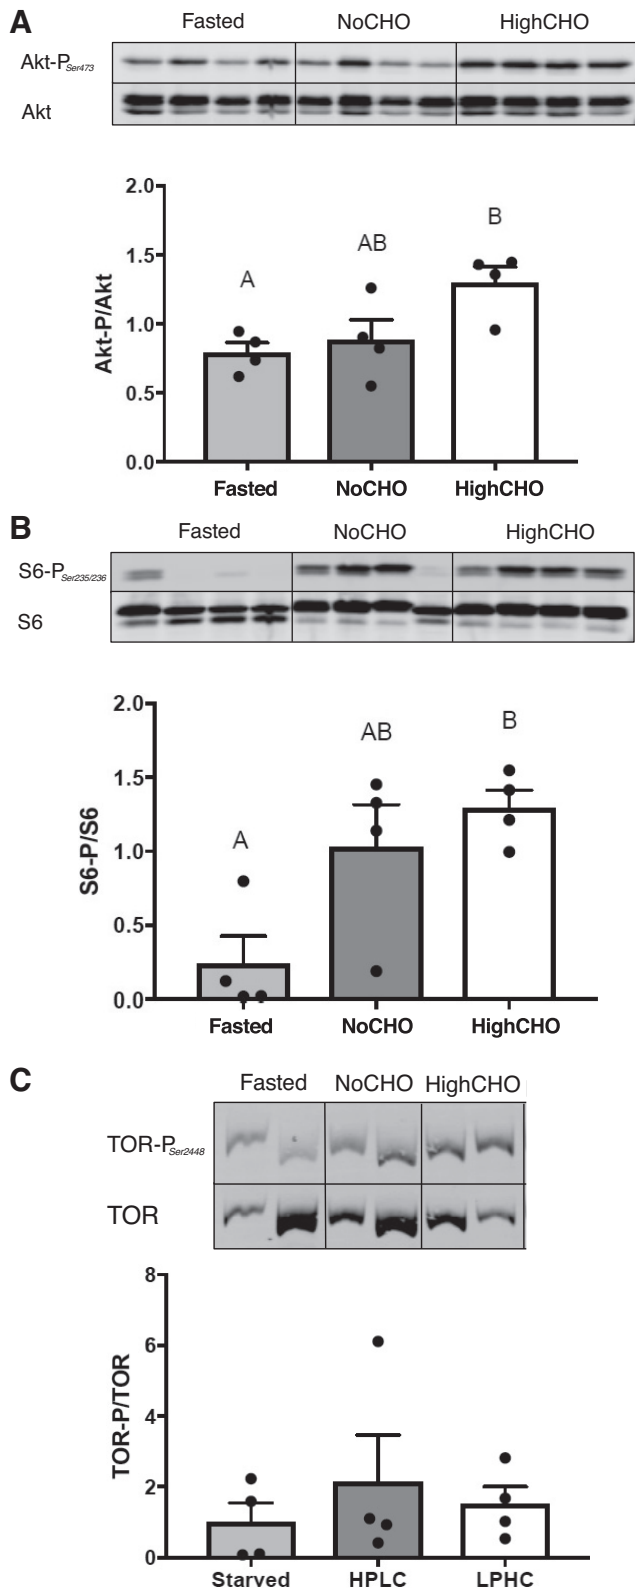 A
Fasted NoCHO HighCHO
Akt-PSer473
Akt
2.0
1.5
1.0
0.5
0.0
Akt-P/Akt
A
AB
B
Fasted NoCHO HighCHO
B
Fasted NoCHO HighCHO
S6-PSer235/236
S6
2.0
1.5
1.0
0.5
0.0
S6-P/S6
A
AB
B
Fasted NoCHO HighCHO
C
Fasted NoCHO HighCHO
TOR-PSer2448
TOR
8
6
4
2
0
TOR-P/TOR
Starved HPLC LPHC